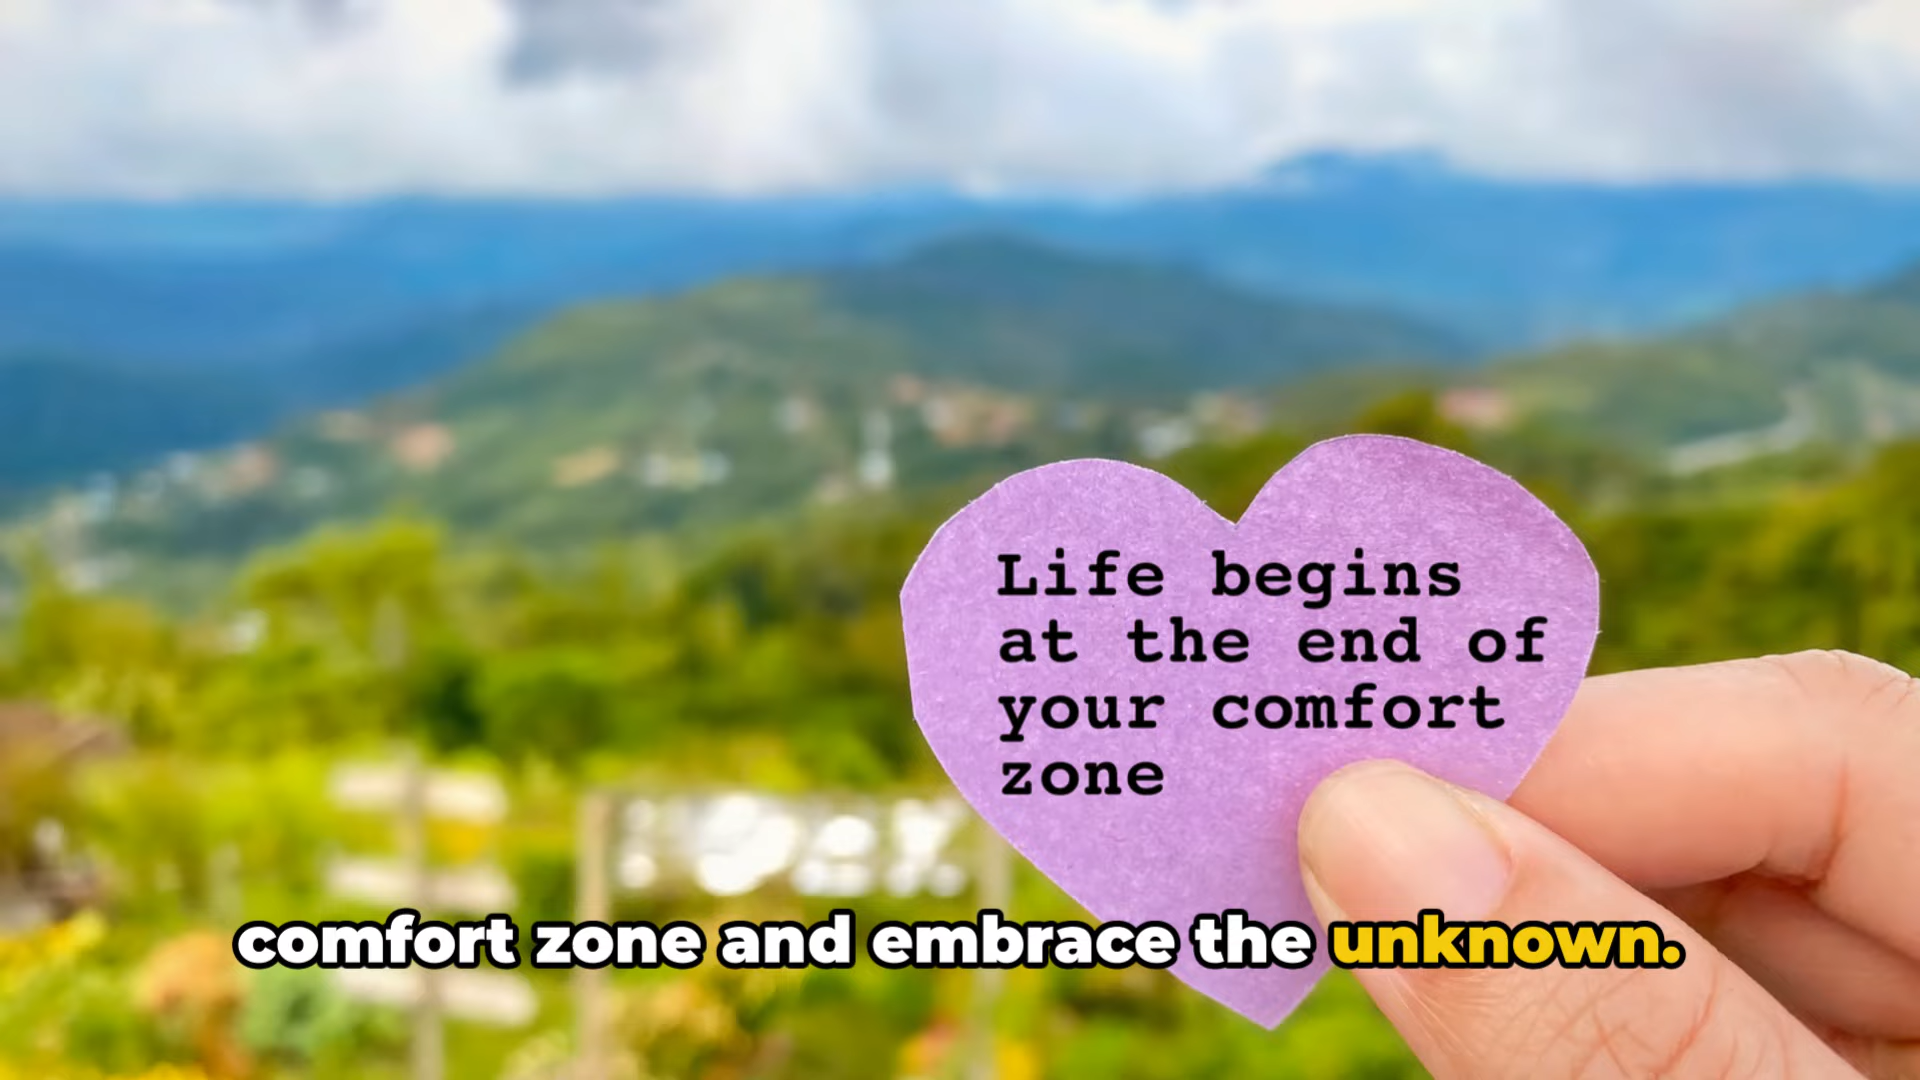 Life begins
at the end of
your comfort
zone
comfort zone and embrace the unknown.